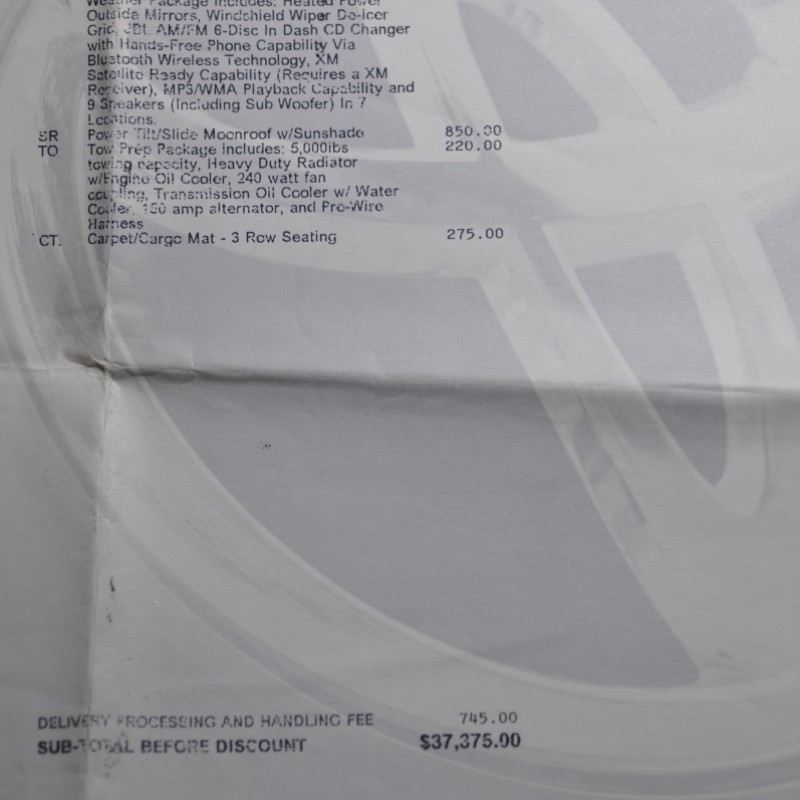 Weather Package Includes: Heated Power
Outside Mirrors, Windshield Wiper De-icer
Grid, JBL AM/FM 6-Disc In Dash CD Changer
with Hands-Free Phone Capability Via
Bluetooth Wireless Technology, XM
Satellite Ready Capability (Requires a XM
Receiver), MP3/WMA Playback Capability and
9 Speakers (Including Sub Woofer) In 7
Locations.
SR Power Tilt/Slide Moonroof w/Sunshade 850.00
TO Tow Prep Package includes: 5,000lbs 220.00
towing capacity, Heavy Duty Radiator
w/Engine Oil Cooler, 240 watt fan
coupling, Transmission Oil Cooler w/ Water
Cooler, 150 amp alternator, and Pre-Wire
Harness
CT. Carpet/Cargo Mat - 3 Row Seating 275.00
DELIVERY PROCESSING AND HANDLING FEE 745.00
SUB-TOTAL BEFORE DISCOUNT $37,375.00